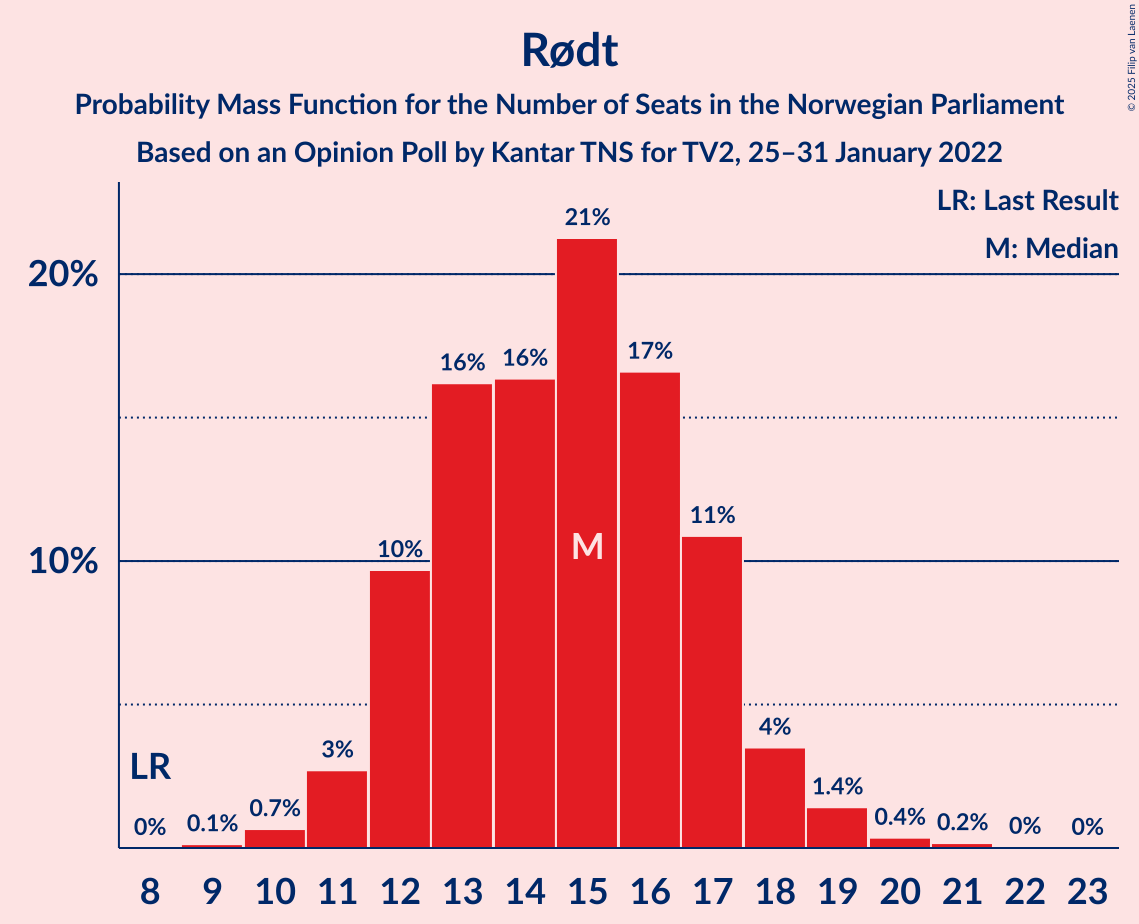 Rødt
Probability Mass Function for the Number of Seats in the Norwegian Parliament
Based on an Opinion Poll by Kantar TNS for TV2, 25–31 January 2022
© 2025 Filip van Laenen
LR: Last Result
M: Median
20%
10%
LR
0%
0.1%
0.7%
3%
10%
16%
16%
21%
M
17%
11%
4%
1.4%
0.4%
0.2%
0%
0%
8 9 10 11 12 13 14 15 16 17 18 19 20 21 22 23